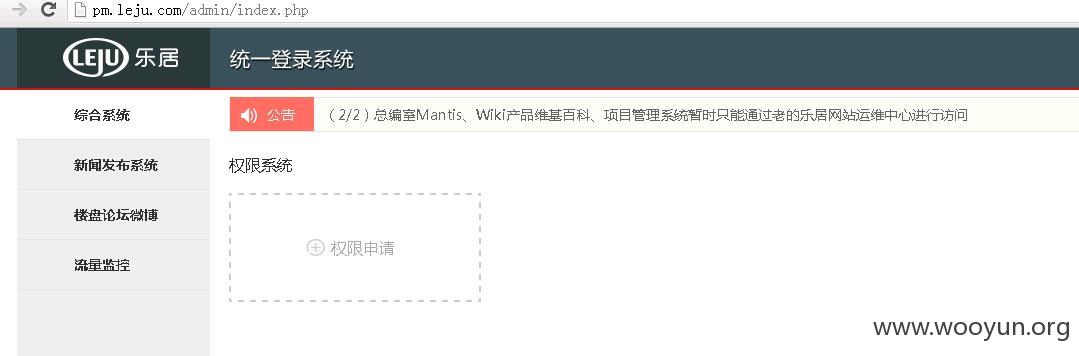 pm.leju.com/admin/index.php
LEJU 乐居
统一登录系统
综合系统
公告
（2/2）总编室Mantis、Wiki产品维基百科、项目管理系统暂时只能通过老的乐居网站运维中心进行访问
新闻发布系统
权限系统
楼盘论坛微博
权限申请
流量监控
www.wooyun.org